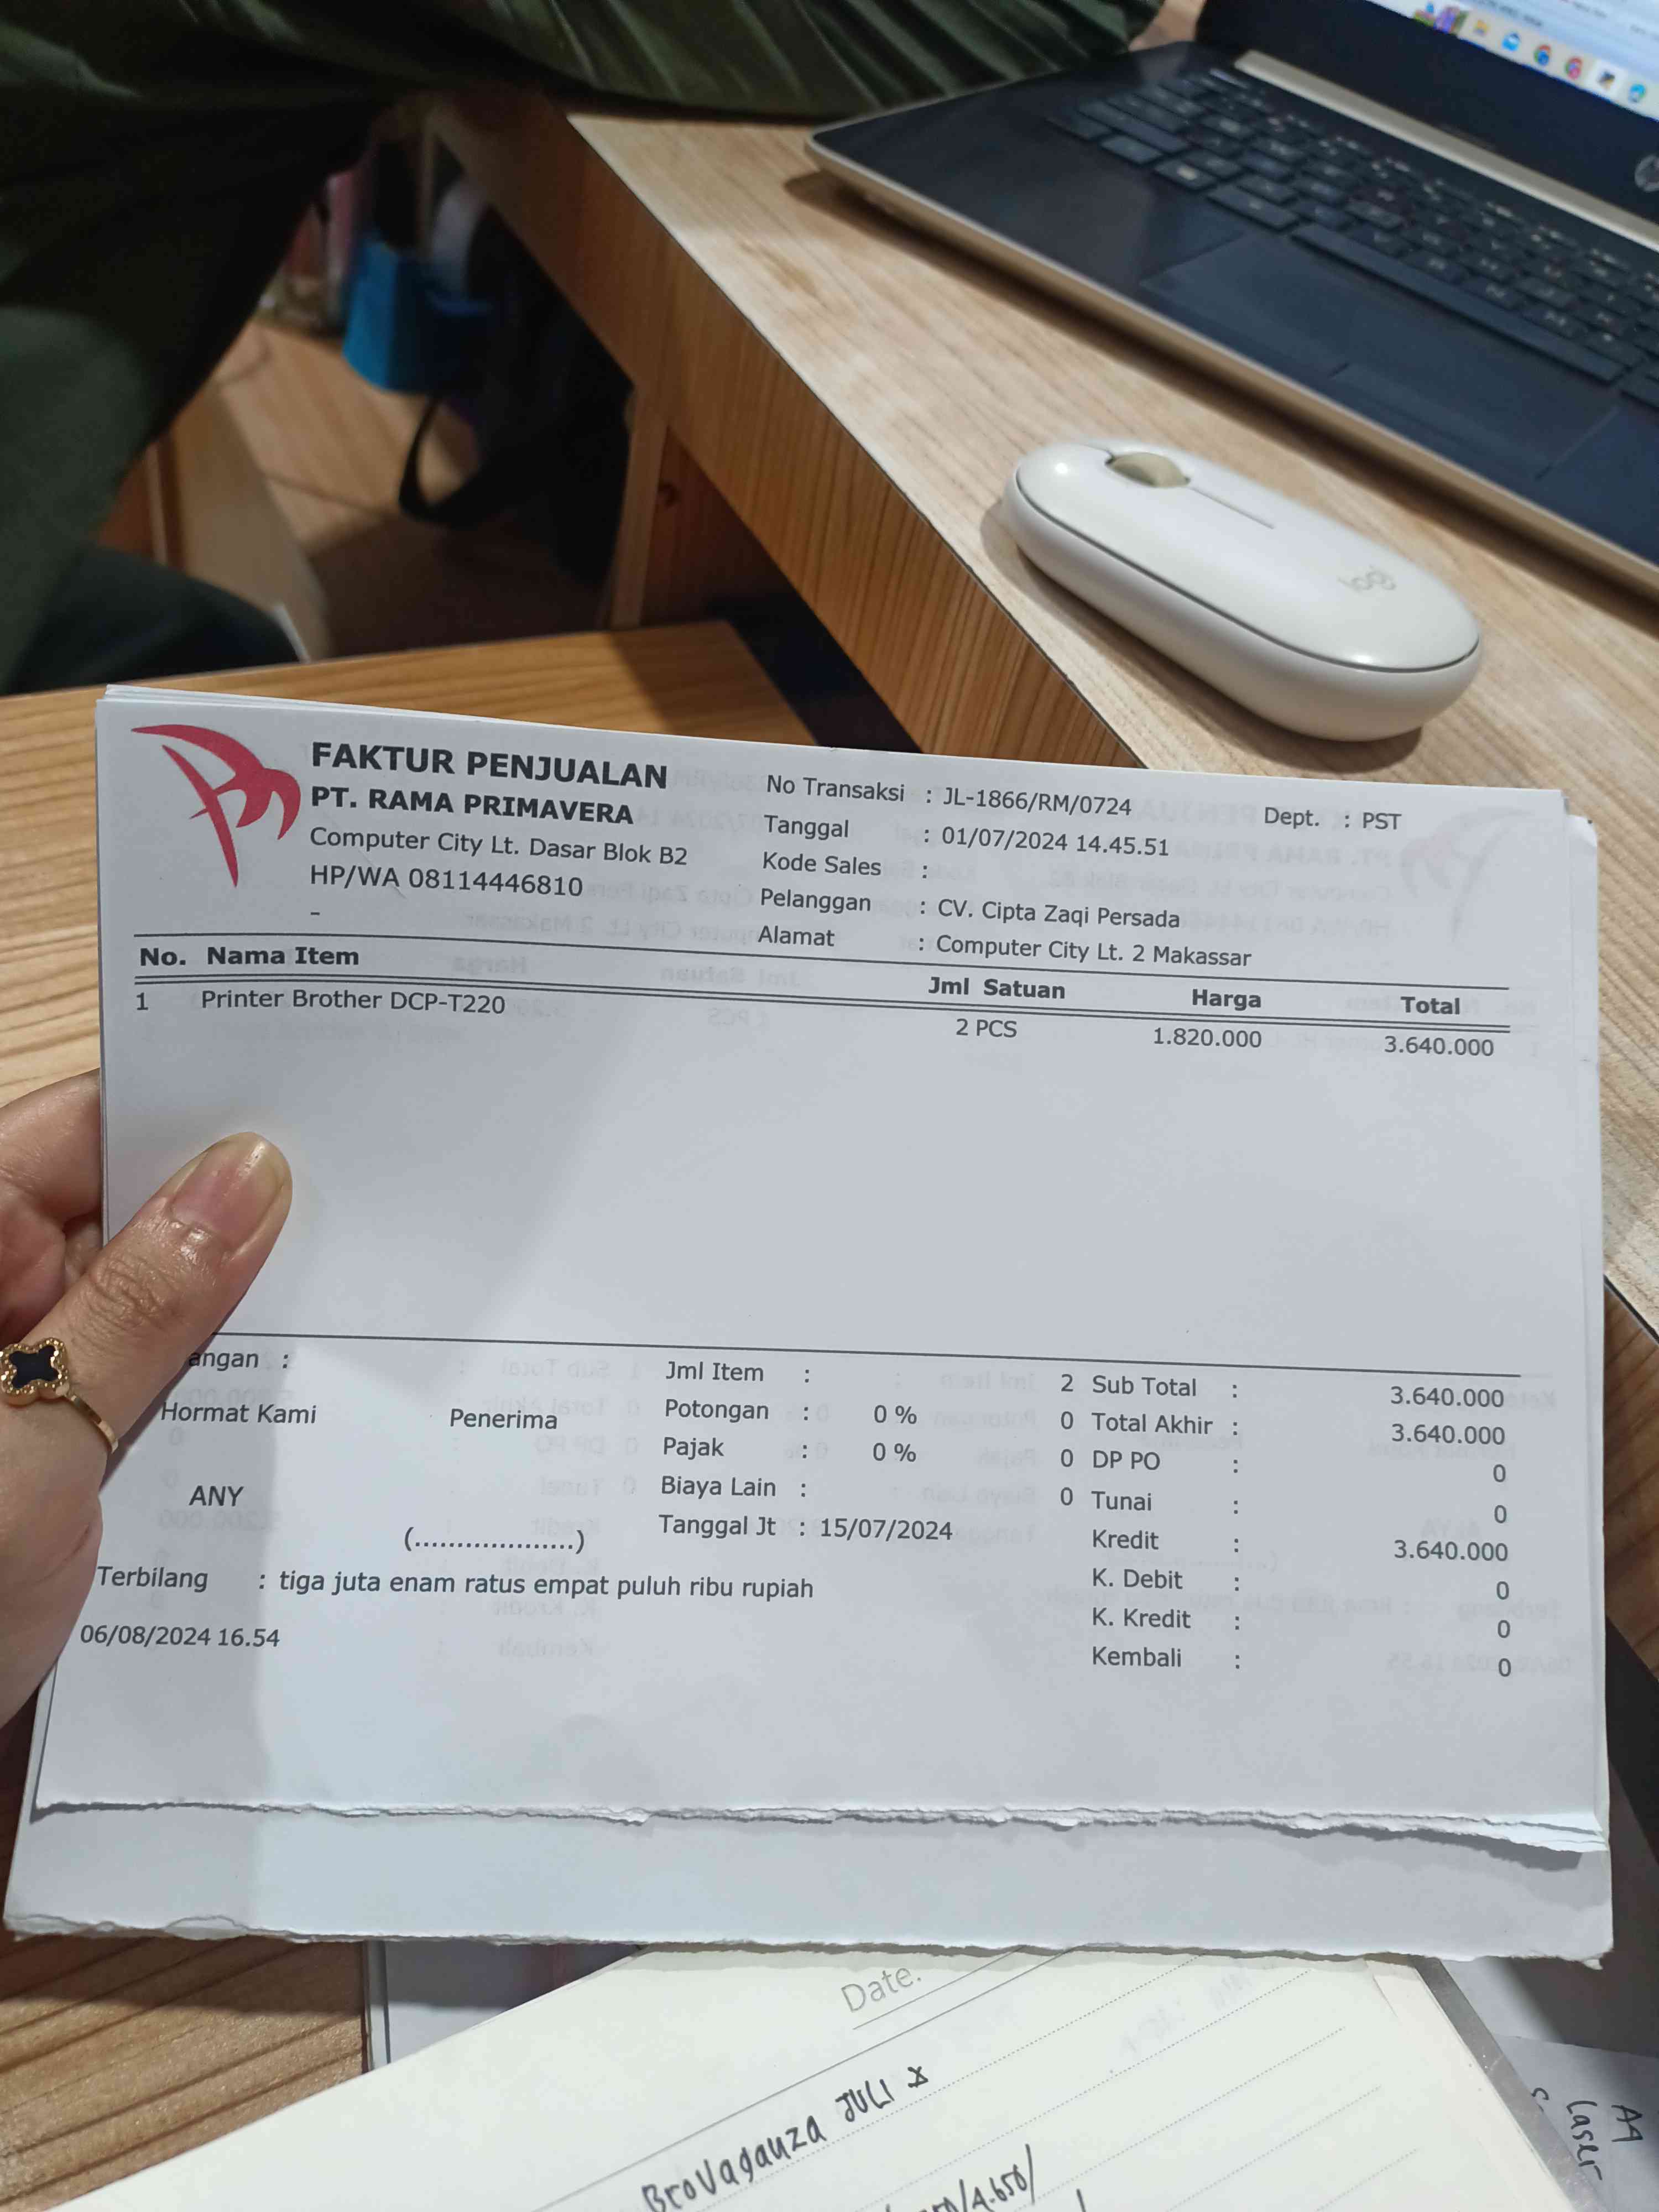 FAKTUR PENJUALAN
PT. RAMA PRIMAVERA
Computer City Lt. Dasar Blok B2
HP/WA 08114446810
-
No Transaksi : JL-1866/RM/0724
Dept. : PST
Tanggal : 01/07/2024 14.45.51
Kode Sales :
Pelanggan : CV. Cipta Zaqi Persada
Alamat : Computer City Lt. 2 Makassar
No. Nama Item Jml Satuan Harga Total
1 Printer Brother DCP-T220 2 PCS 1.820.000 3.640.000
angan :
Hormat Kami Penerima
ANY
(...................)
Jml Item : 2
Potongan : 0 % 0
Pajak : 0 % 0
Biaya Lain : 0
Tanggal Jt : 15/07/2024
Sub Total : 3.640.000
Total Akhir : 3.640.000
DP PO : 0
Tunai : 0
Kredit : 3.640.000
K. Debit : 0
K. Kredit : 0
Kembali : 0
Terbilang : tiga juta enam ratus empat puluh ribu rupiah
06/08/2024 16.54
Date.
BroVaganza JULI
A4
Laser